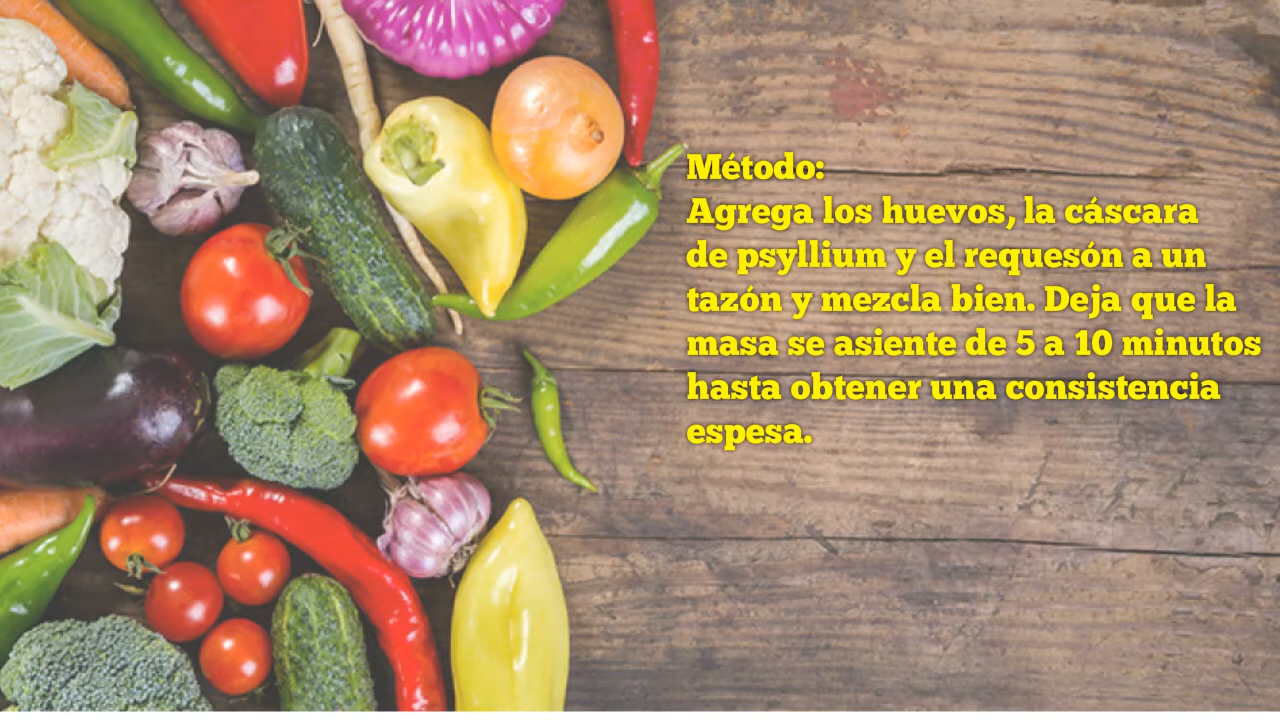 Método:
Agrega los huevos, la cáscara
de psyllium y el requesón a un
tazón y mezcla bien. Deja que la
masa se asiente de 5 a 10 minutos
hasta obtener una consistencia
espesa.